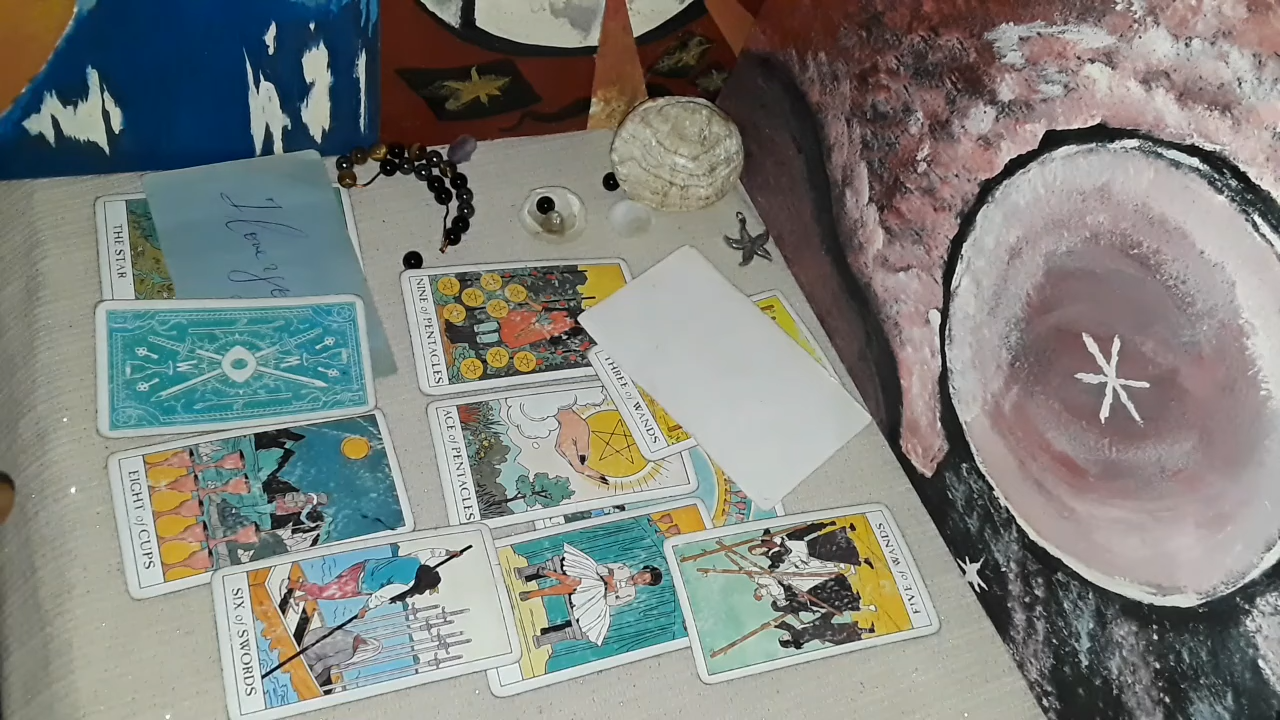 THE STAR
NINE of PENTACLES
THREE of WANDS
ACE of PENTACLES
EIGHT of CUPS
SIX of SWORDS
FIVE of WANDS